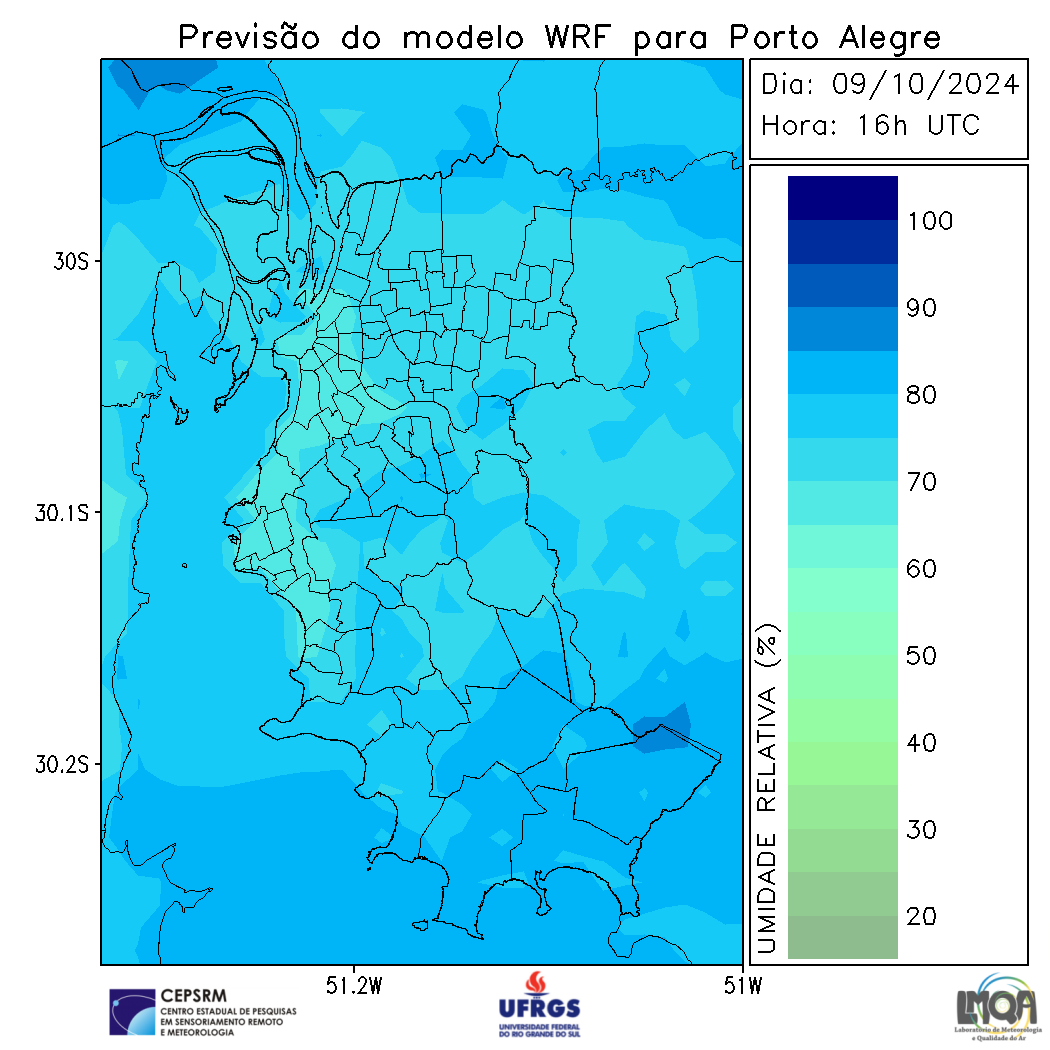 Previsão do modelo WRF para Porto Alegre
Dia: 09/10/2024
Hora: 16h UTC
30S
30.1S
30.2S
51.2W
51W
UMIDADE RELATIVA (%)
100
90
80
70
60
50
40
30
20
CEPSRM
CENTRO ESTADUAL DE PESQUISAS
EM SENSORIAMENTO REMOTO
E METEOROLOGIA
UFRGS
UNIVERSIDADE FEDERAL
DO RIO GRANDE DO SUL
LMQA
Laboratório de Meteorologia
e Qualidade do Ar